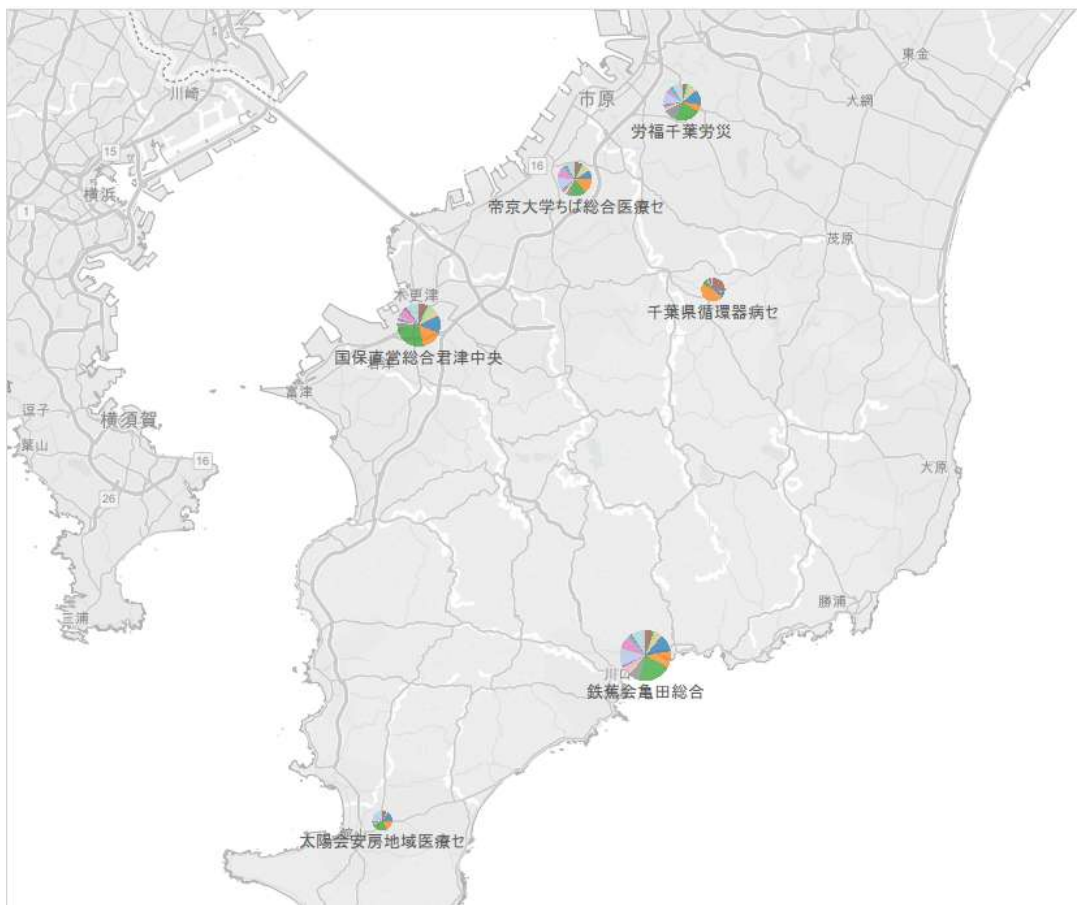 東金
川崎
市原
大網
労福千葉労災
15
16
横浜
帝京大学ちば総合医療セ
1
茂原
木更津
千葉県循環器病セ
国保直営総合君津中央
富津
逗子
横須賀
葉山
16
大原
26
勝浦
三浦
鉄蕉会亀田総合
館山
太陽会安房地域医療セ